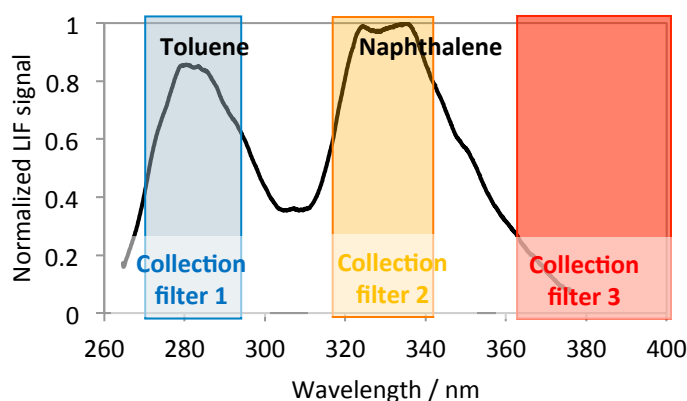 Normalized LIF signal
1
0.8
0.6
0.4
0.2
0
Toluene
Naphthalene
Collection
filter 1
Collection
filter 2
Collection
filter 3
260
280
300
320
340
360
380
400
Wavelength / nm